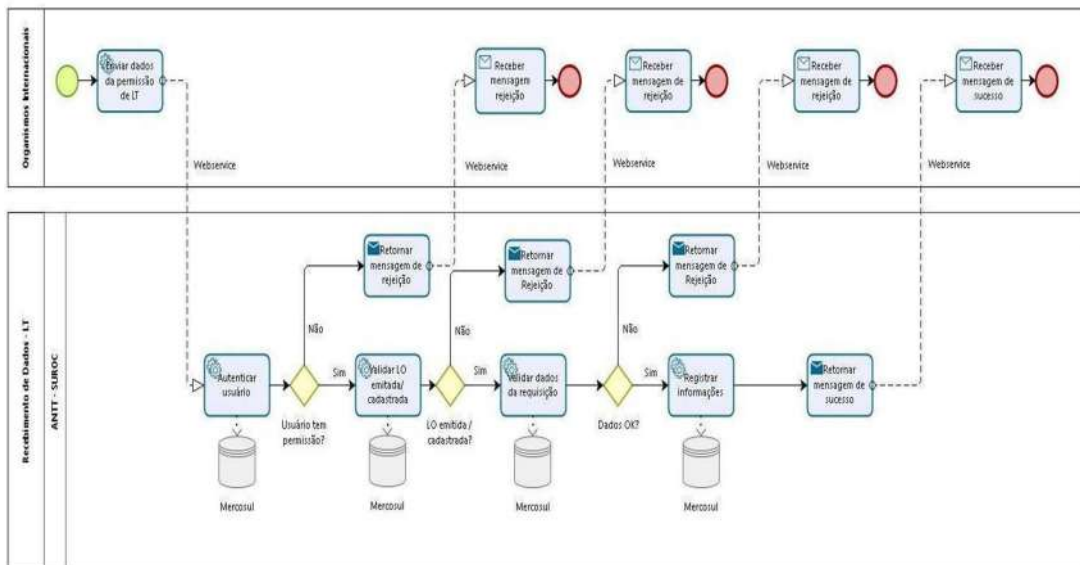 Organismos Internacionais
Enviar dados
da permissão
de LT
Receber
mensagem
rejeição
Receber
mensagem de
rejeição
Receber
mensagem de
rejeição
Receber
mensagem de
sucesso
Webservice
Webservice
Webservice
Webservice
Webservice
Recebimento de Dados - LT
ANTT - SUROC
Retornar
mensagem de
rejeição
Retornar
mensagem de
Rejeição
Retornar
mensagem de
Rejeição
Não
Não
Não
Autenticar
usuário
Sim
Validar LO
emitida/
cadastrada
Sim
Validar dados
da requisição
Sim
Registrar
informações
Retornar
mensagem de
sucesso
Usuário tem
permissão?
LO emitida /
cadastrada?
Dados OK?
Mercosul
Mercosul
Mercosul
Mercosul